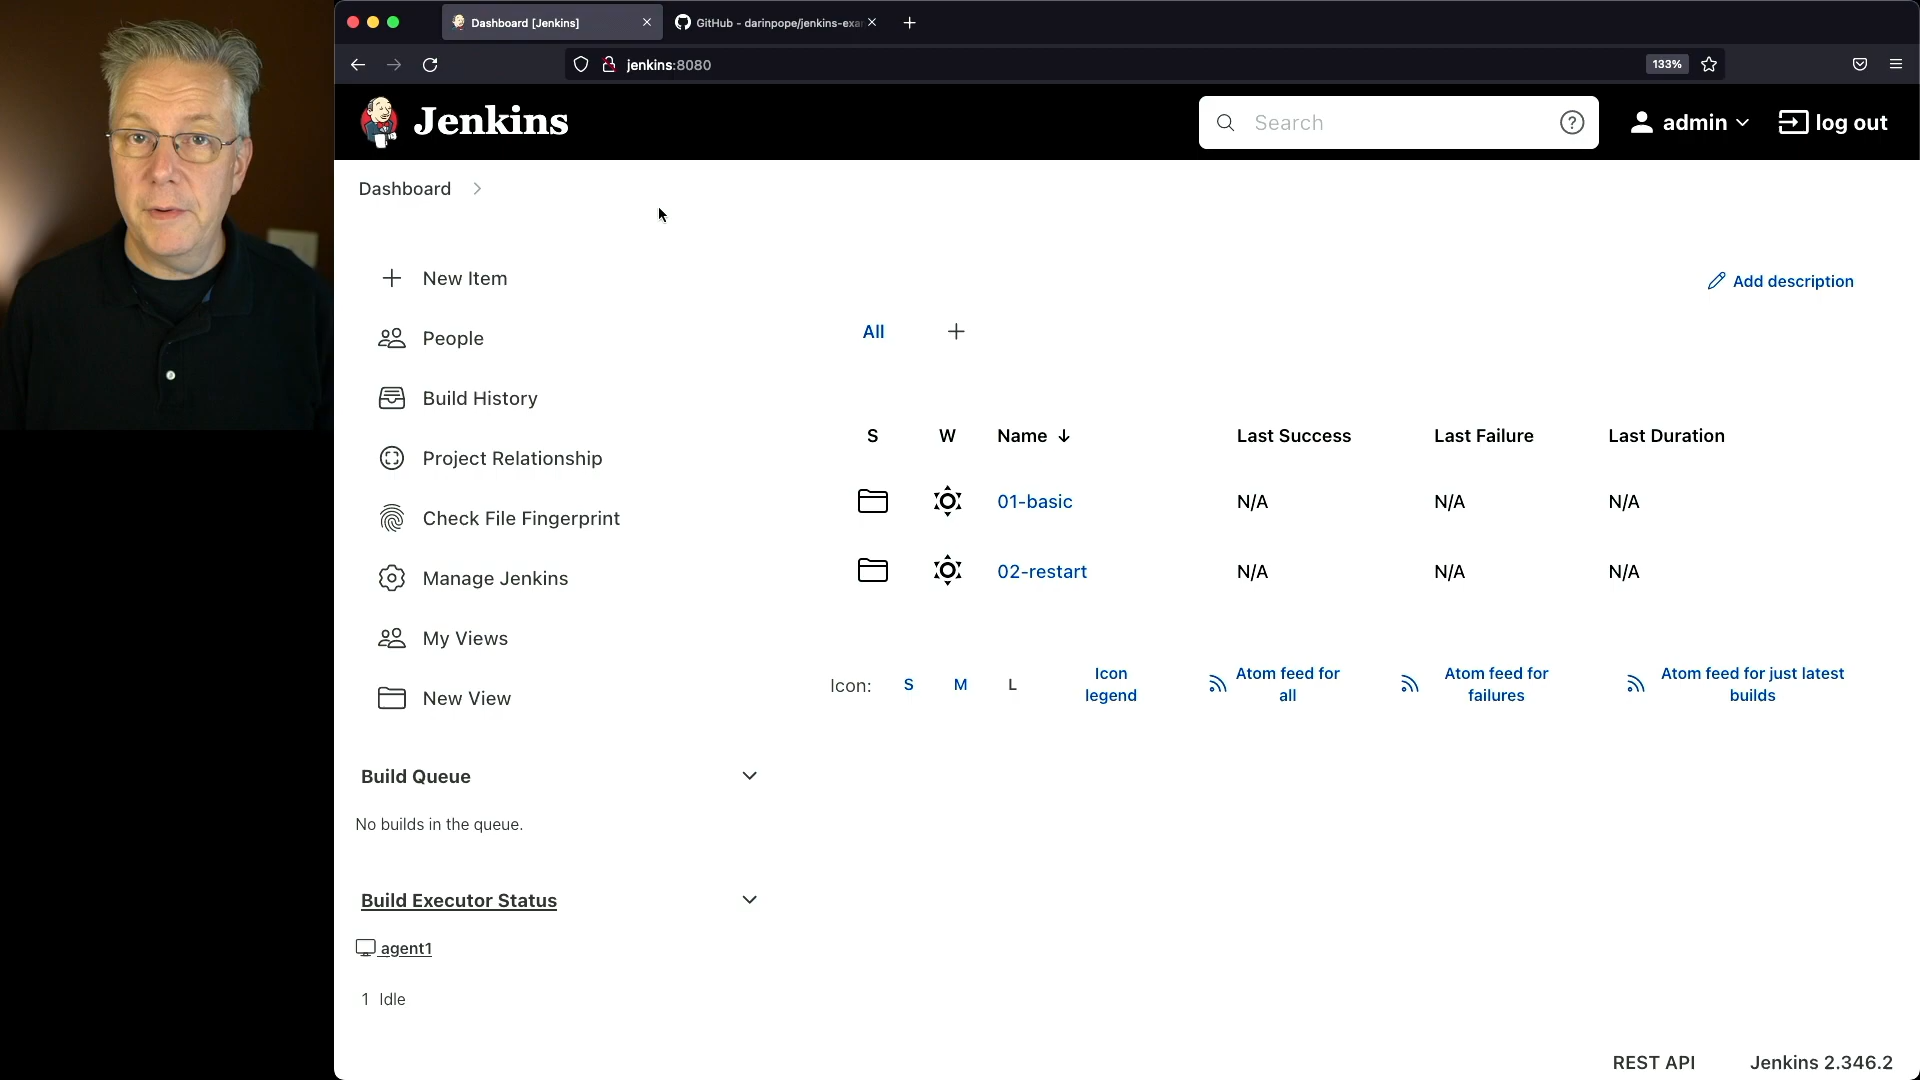 Dashboard [Jenkins]
GitHub - darinpope/jenkins-exa
jenkins:8080
133%
Jenkins
Search
admin
log out
Dashboard
New Item
People
Build History
Project Relationship
Check File Fingerprint
Manage Jenkins
My Views
New View
Add description
All
S W Name ↓ Last Success Last Failure Last Duration
01-basic N/A N/A N/A
02-restart N/A N/A N/A
Icon: S M L
Icon legend
Atom feed for all
Atom feed for failures
Atom feed for just latest builds
Build Queue
No builds in the queue.
Build Executor Status
agent1
1 Idle
REST API
Jenkins 2.346.2